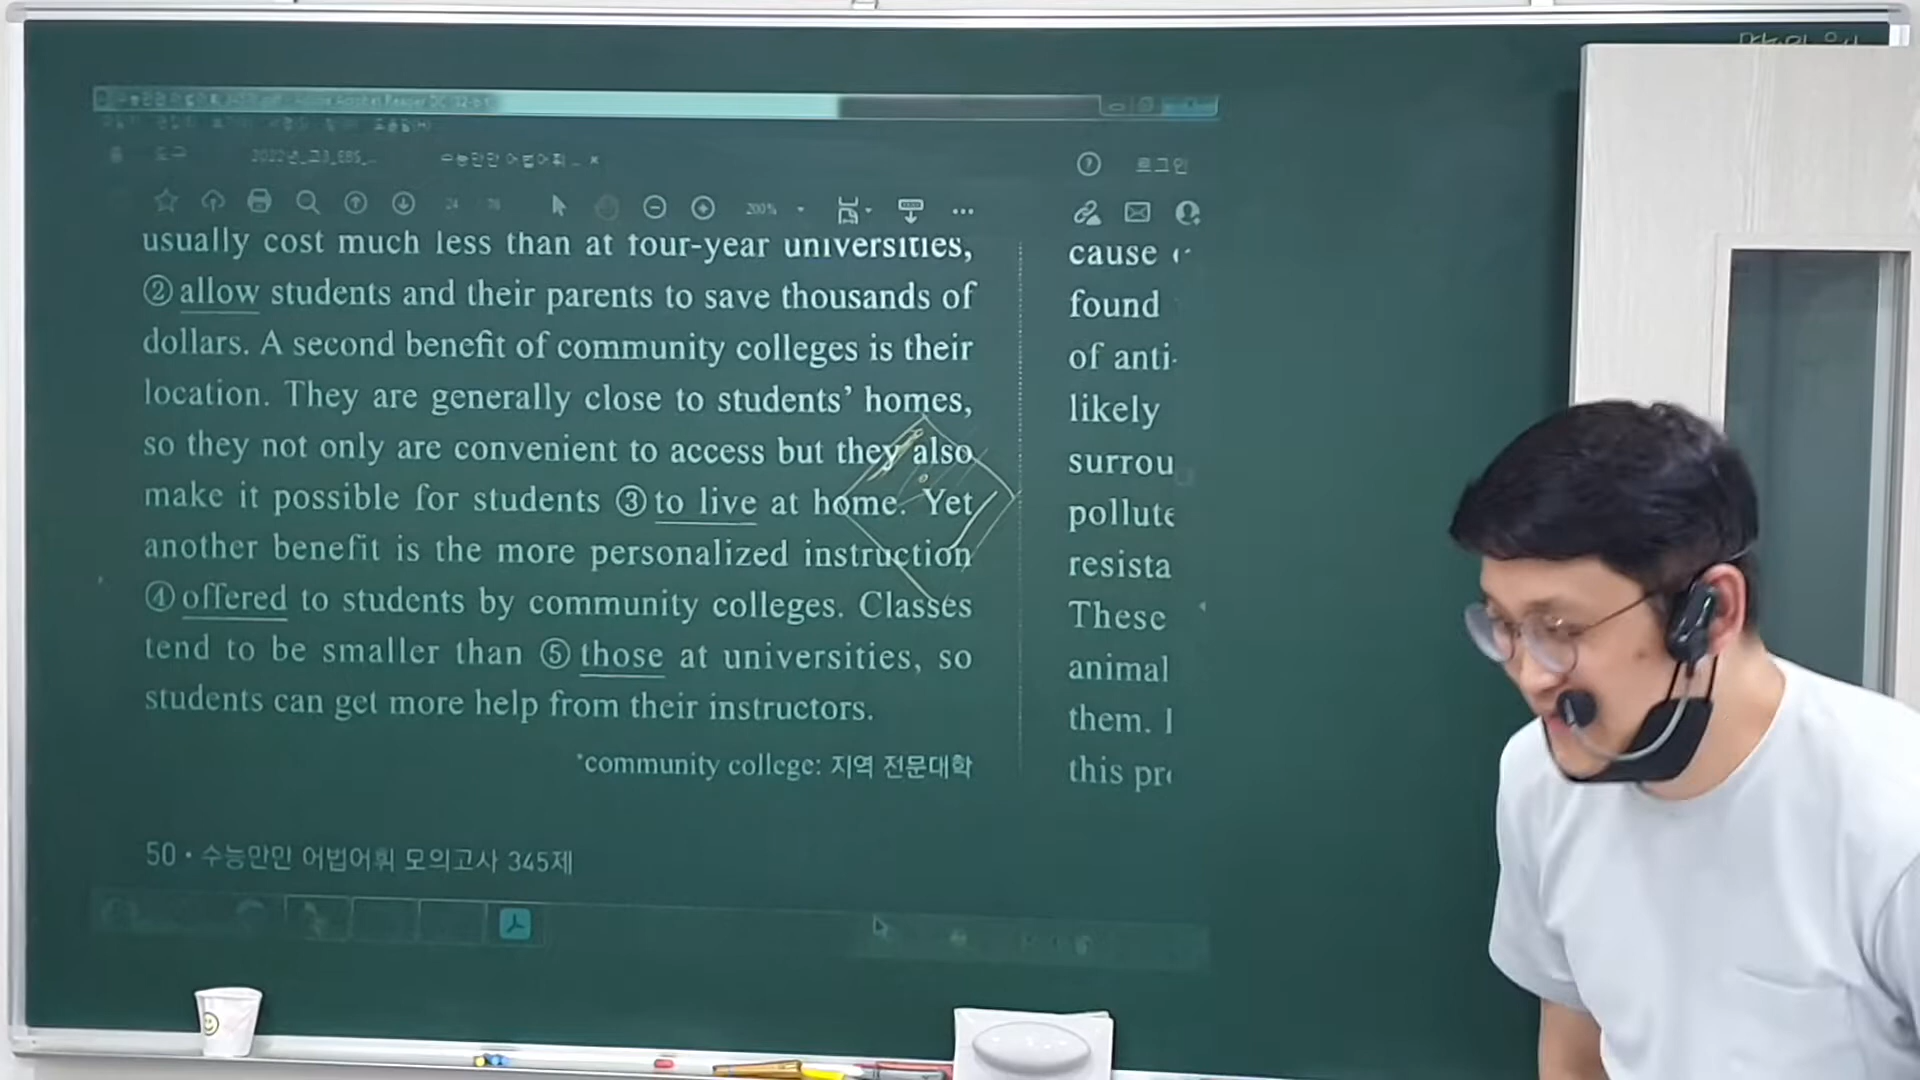 로그인
24 / 76
200%
usually cost much less than at four-year universities,
② allow students and their parents to save thousands of
dollars. A second benefit of community colleges is their
location. They are generally close to students’ homes,
so they not only are convenient to access but they also
make it possible for students ③ to live at home. Yet
another benefit is the more personalized instruction
④ offered to students by community colleges. Classes
tend to be smaller than ⑤ those at universities, so
students can get more help from their instructors.
*community college: 지역 전문대학
50 • 수능만만 어법어휘 모의고사 345제
cause
found
of anti-
likely
surrou
pollute
resista
These
animal
them. I
this pr